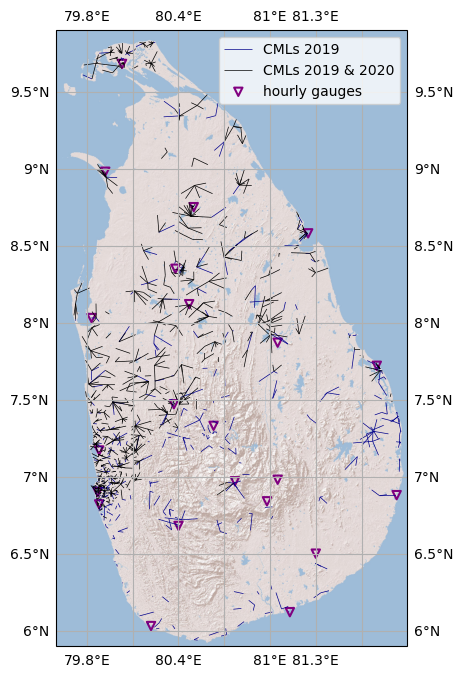 79.8°E 80.4°E 81°E 81.3°E
CMLs 2019
CMLs 2019 & 2020
hourly gauges
9.5°N 9.5°N
9°N 9°N
8.5°N 8.5°N
8°N 8°N
7.5°N 7.5°N
7°N 7°N
6.5°N 6.5°N
6°N 6°N
79.8°E 80.4°E 81°E 81.3°E